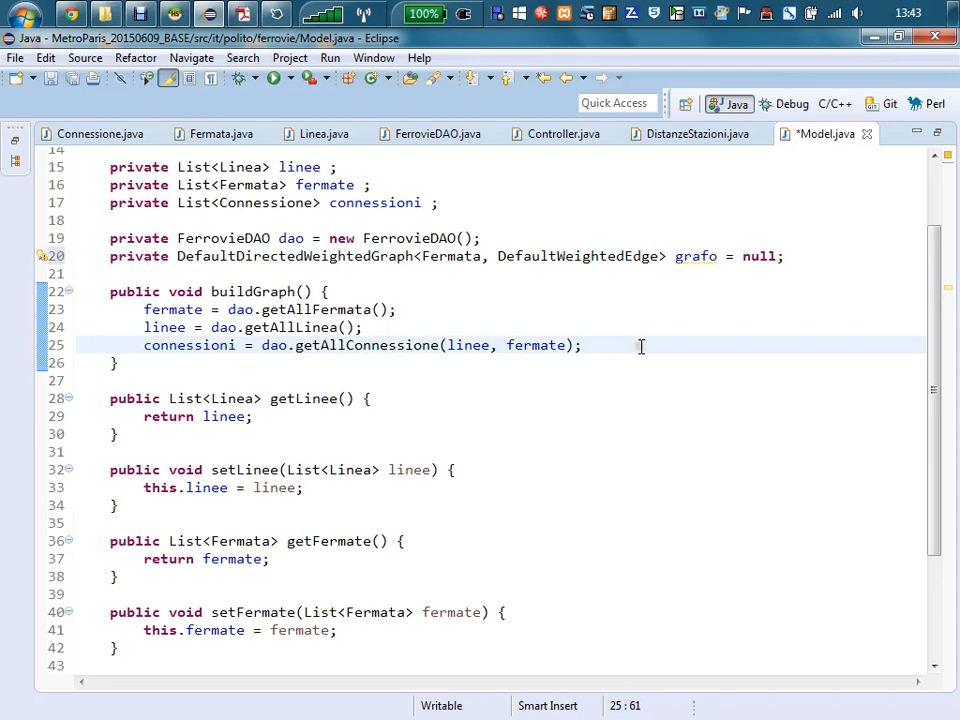 100%
13:43
Java - MetroParis_20150609_BASE/src/it/polito/ferrovie/Model.java - Eclipse
File Edit Source Refactor Navigate Search Project Run Window Help
Quick Access Java Debug C/C++ Git Perl
Connessione.java Fermata.java Linea.java FerrovieDAO.java Controller.java DistanzeStazioni.java *Model.java
14
15 private List<Linea> linee ;
16 private List<Fermata> fermate ;
17 private List<Connessione> connessioni ;
18
19 private FerrovieDAO dao = new FerrovieDAO();
20 private DefaultDirectedWeightedGraph<Fermata, DefaultWeightedEdge> grafo = null;
21
22 public void buildGraph() {
23 fermate = dao.getAllFermata();
24 linee = dao.getAllLinea();
25 connessioni = dao.getAllConnessione(linee, fermate);
26 }
27
28 public List<Linea> getLinee() {
29 return linee;
30 }
31
32 public void setLinee(List<Linea> linee) {
33 this.linee = linee;
34 }
35
36 public List<Fermata> getFermate() {
37 return fermate;
38 }
39
40 public void setFermate(List<Fermata> fermate) {
41 this.fermate = fermate;
42 }
43
Writable Smart Insert 25 : 61